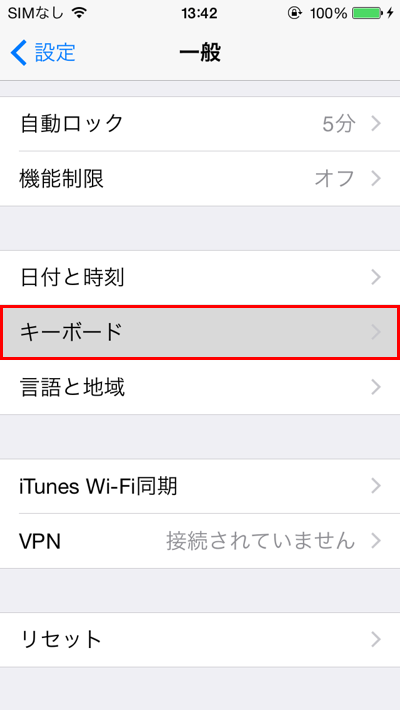 SIMなし 13:42 100%
設定 一般
自動ロック 5分
機能制限 オフ
日付と時刻
キーボード
言語と地域
iTunes Wi-Fi同期
VPN 接続されていません
リセット